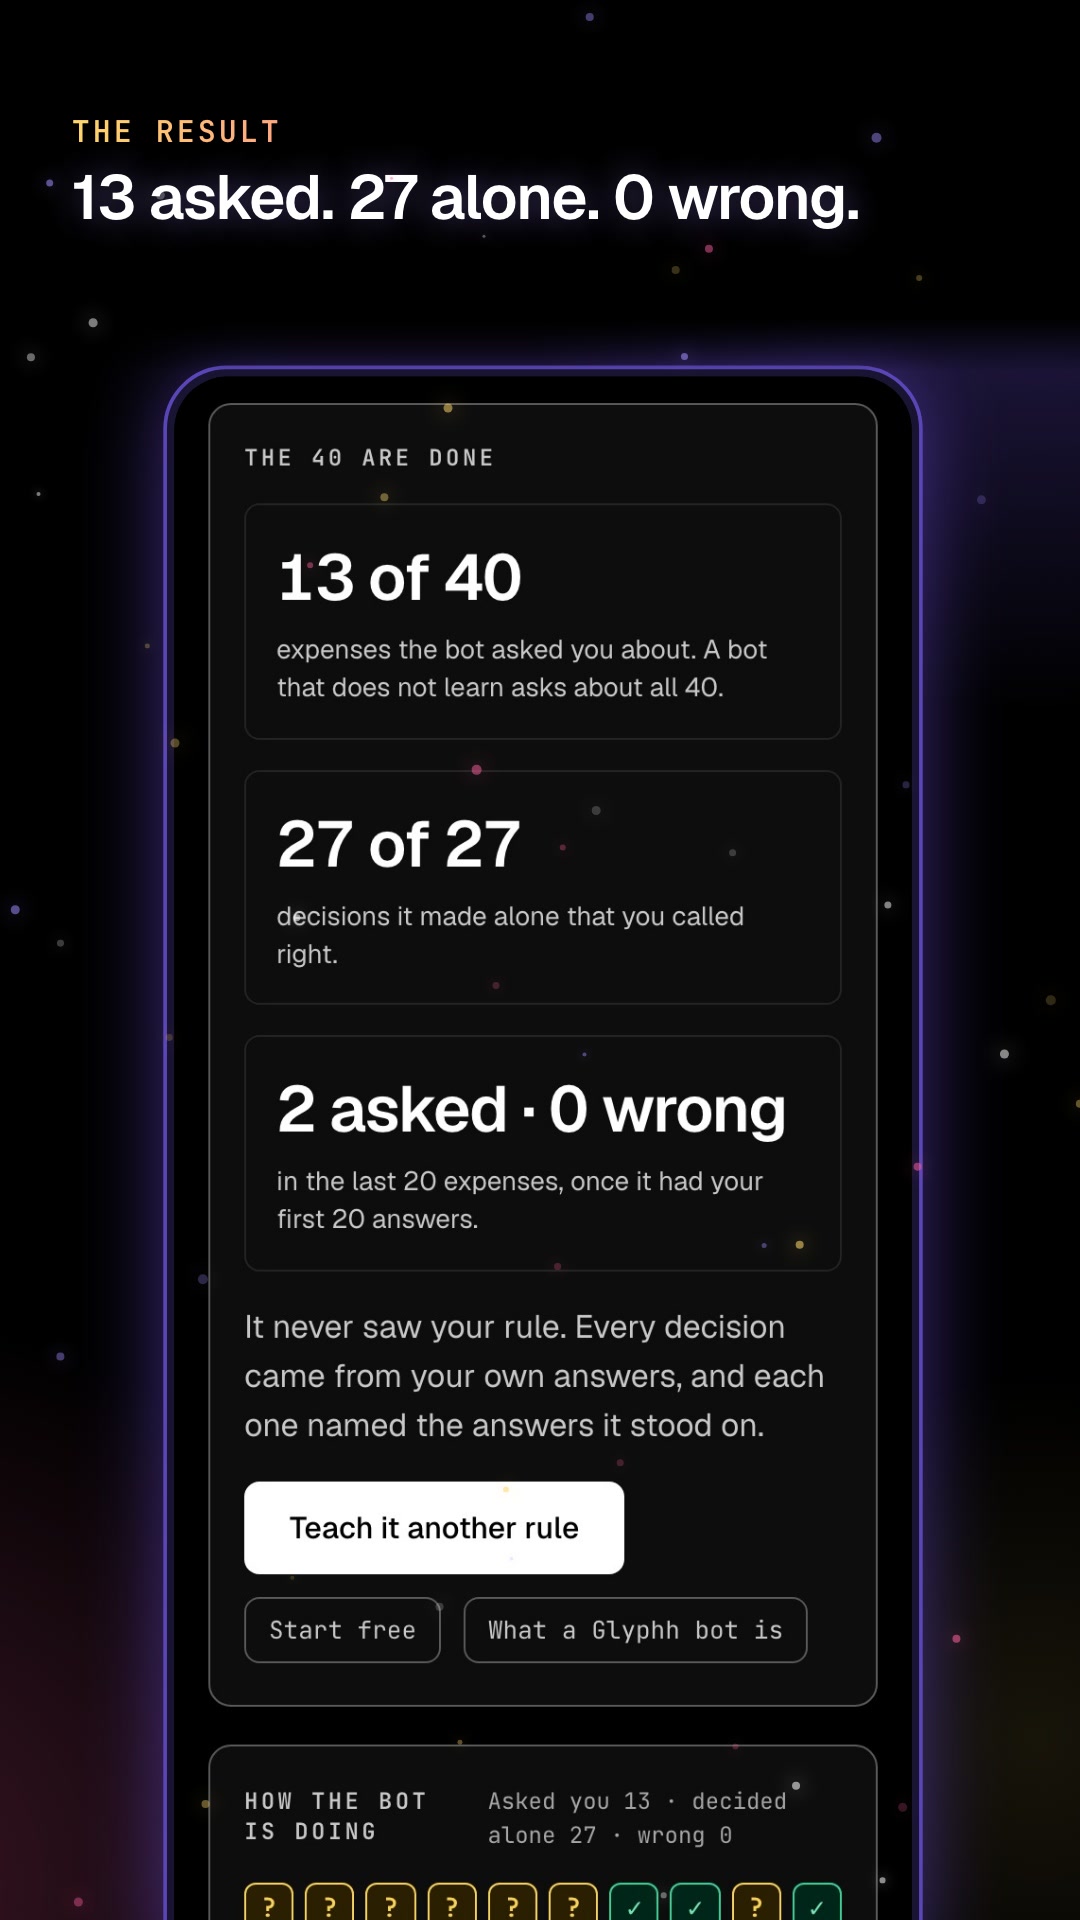 THE RESULT
13 asked. 27 alone. 0 wrong.
THE 40 ARE DONE
13 of 40
expenses the bot asked you about. A bot
that does not learn asks about all 40.
27 of 27
decisions it made alone that you called
right.
2 asked · 0 wrong
in the last 20 expenses, once it had your
first 20 answers.
It never saw your rule. Every decision
came from your own answers, and each
one named the answers it stood on.
Teach it another rule
Start free
What a Glyphh bot is
HOW THE BOT
IS DOING
Asked you 13 · decided
alone 27 · wrong 0
? ? ? ? ? ? ✓ ✓ ? ✓